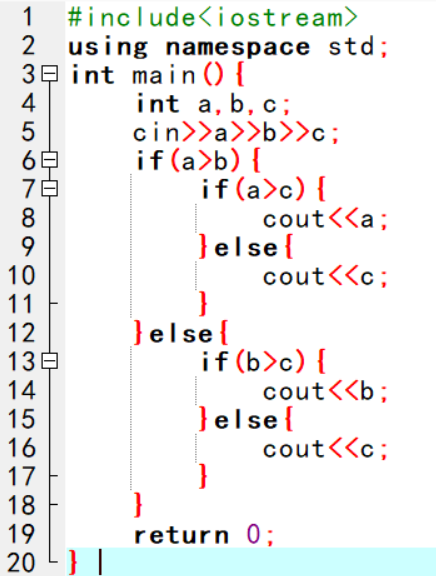 1 #include<iostream>
2 using namespace std;
3 int main(){
4 int a,b,c;
5 cin>>a>>b>>c;
6 if(a>b){
7 if(a>c){
8 cout<<a;
9 }else{
10 cout<<c;
11 }
12 }else{
13 if(b>c){
14 cout<<b;
15 }else{
16 cout<<c;
17 }
18 }
19 return 0;
20 }